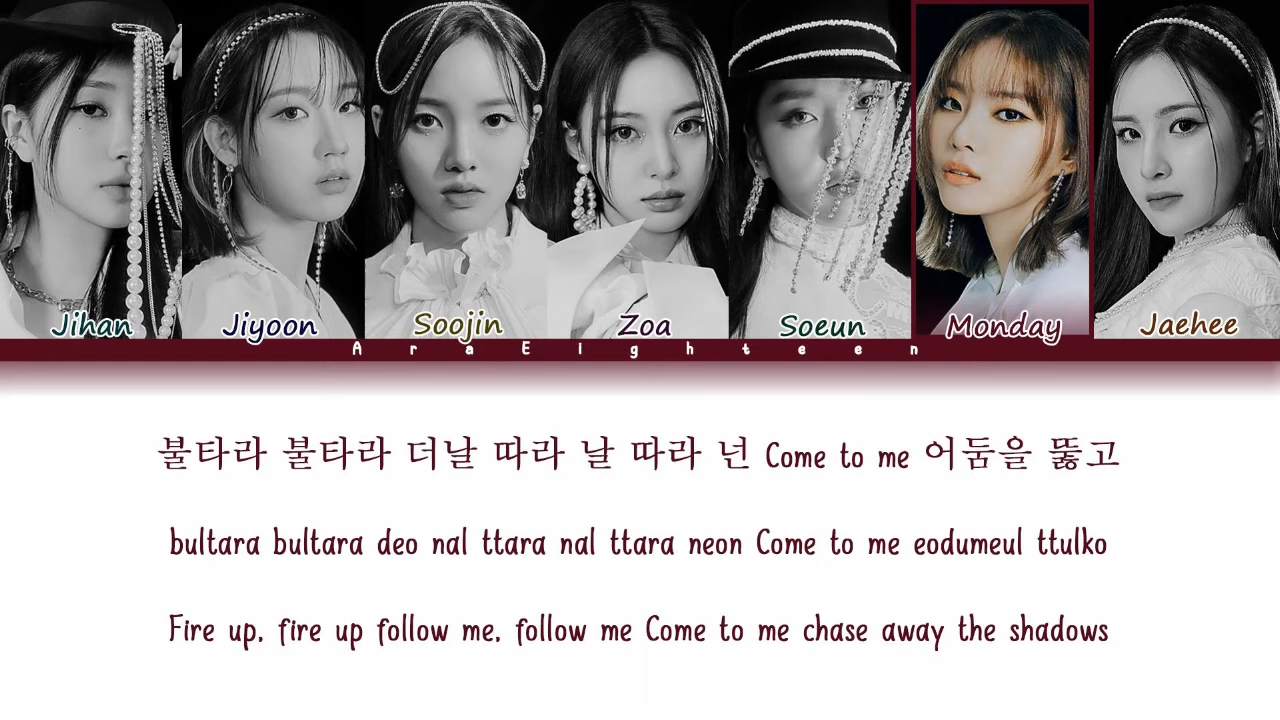 Jihan Jiyoon Soojin Zoa Soeun Monday Jaehee
AraEighteen
불타라 불타라 더날 따라 날 따라 넌 Come to me 어둠을 뚫고
bultara bultara deo nal ttara nal ttara neon Come to me eodumeul ttulko
Fire up, fire up follow me, follow me Come to me chase away the shadows